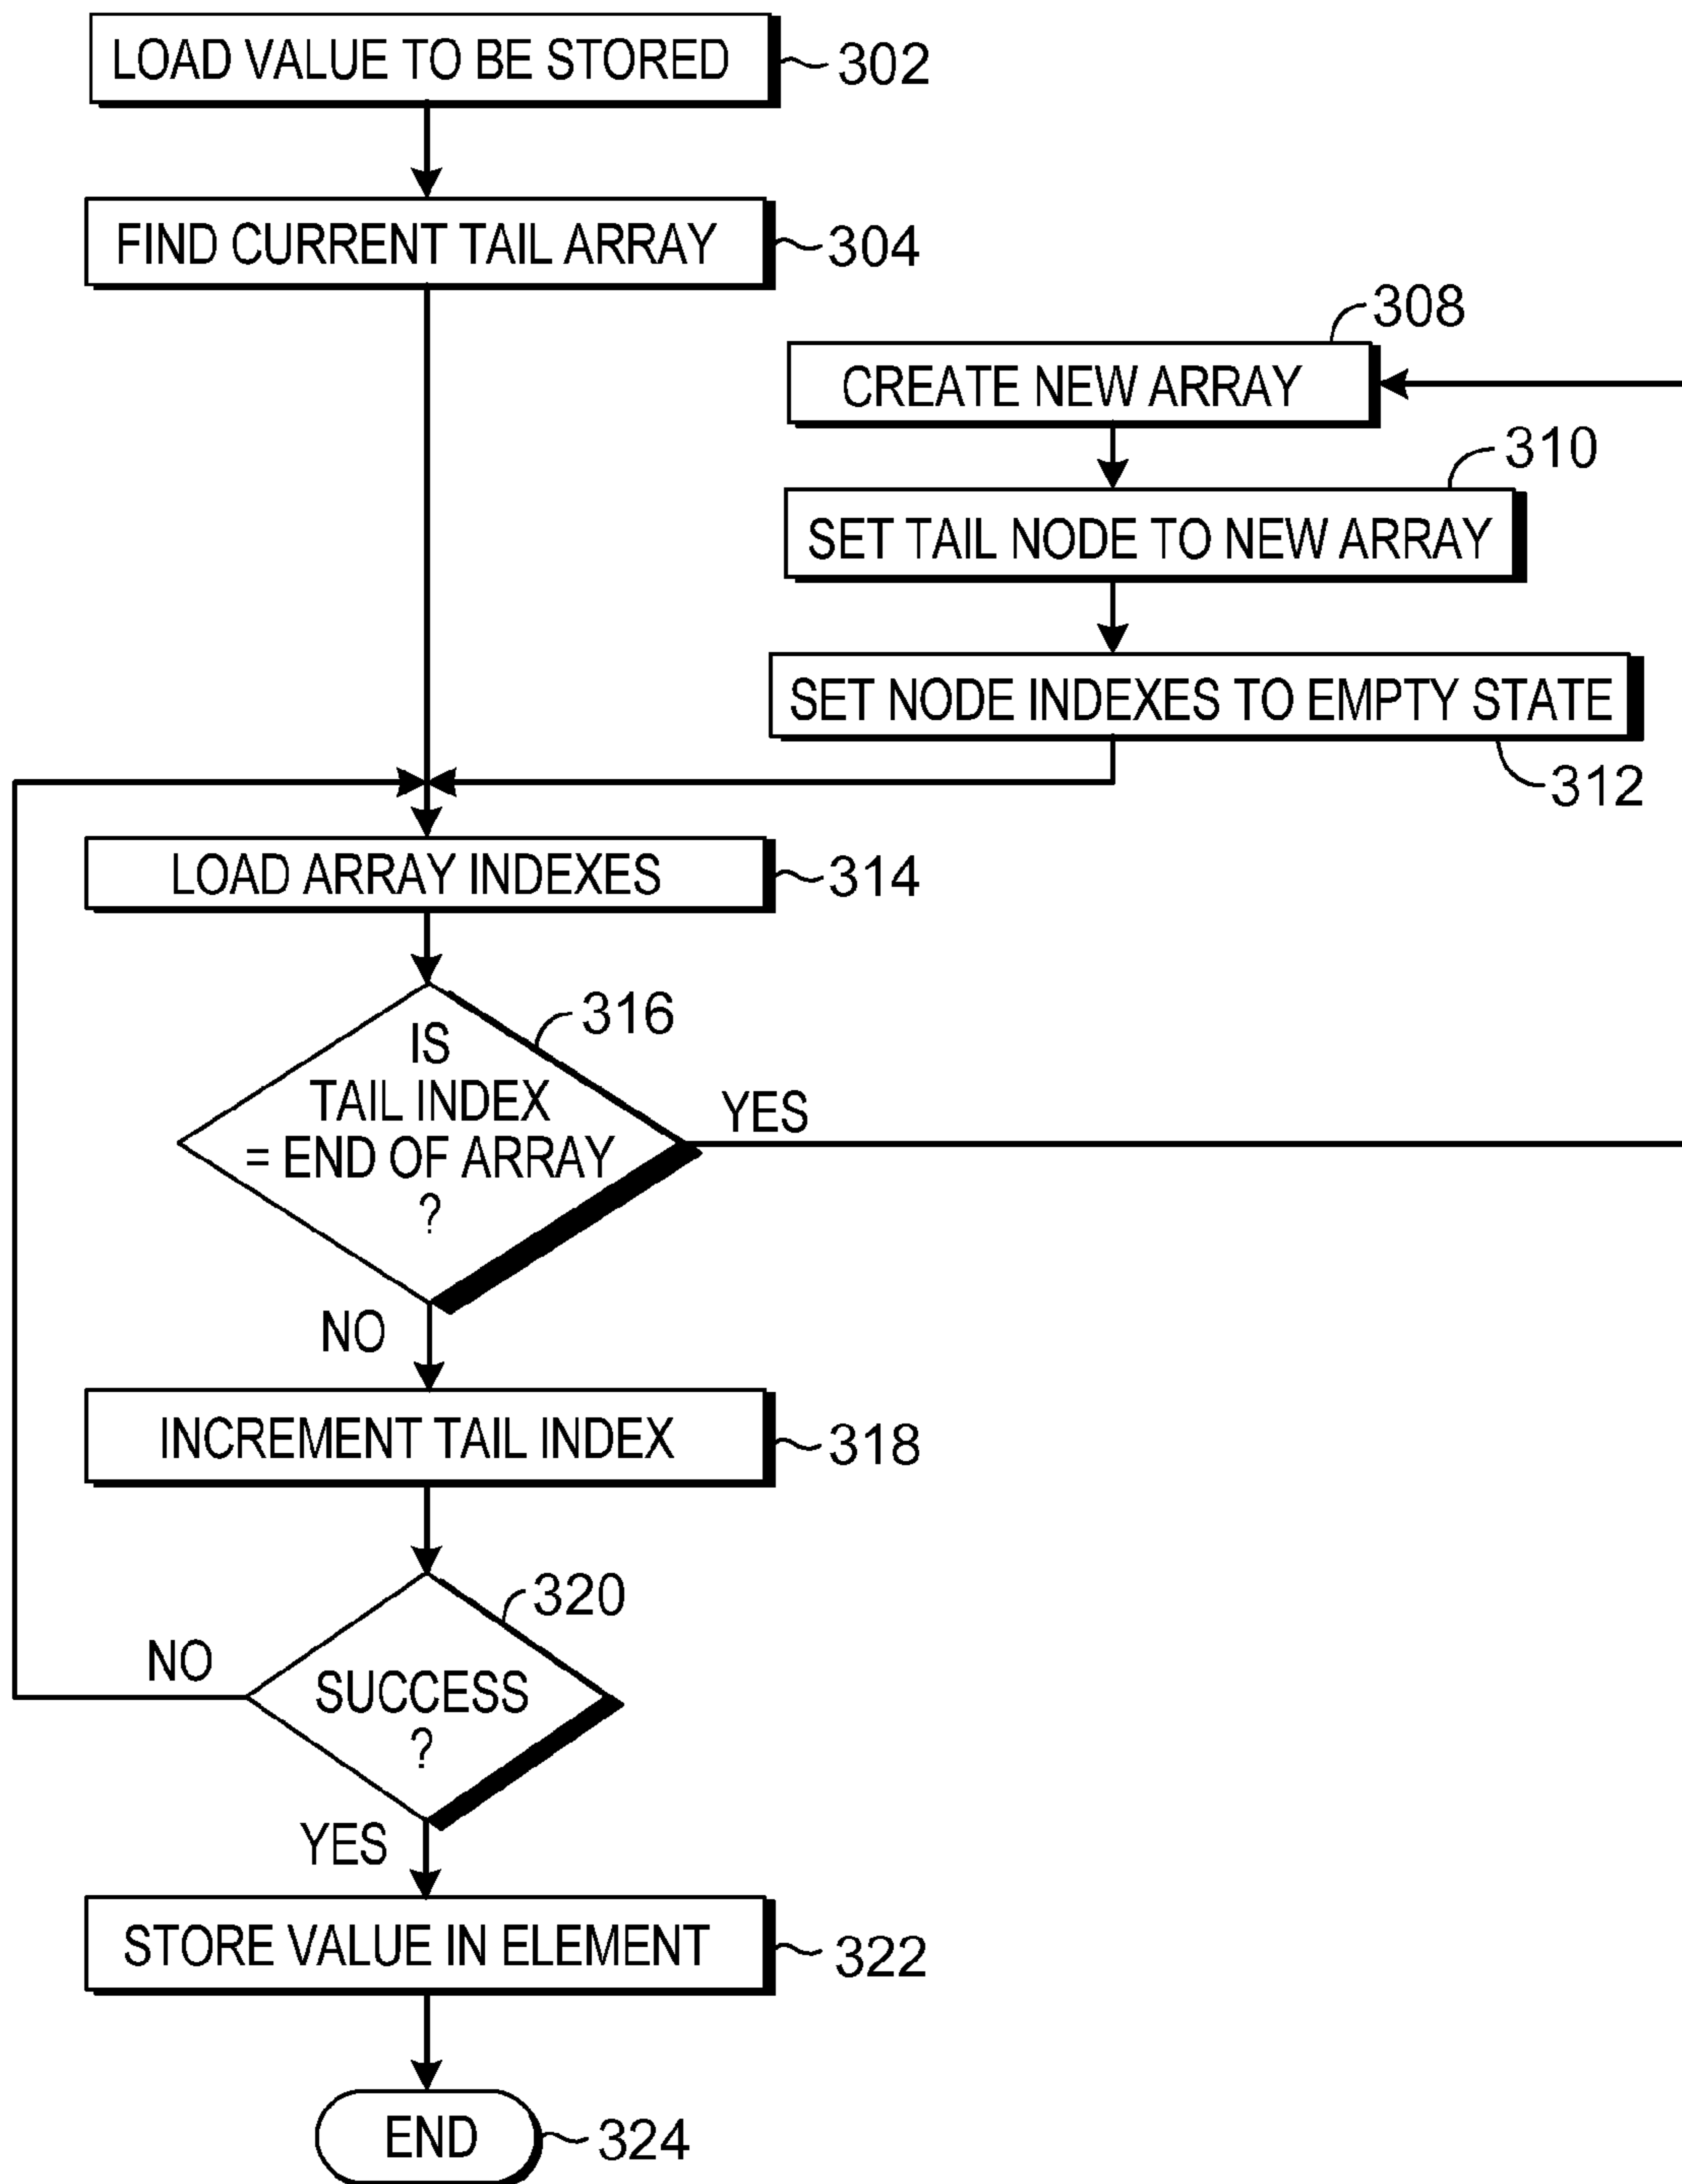 LOAD VALUE TO BE STORED
302
FIND CURRENT TAIL ARRAY
304
308
CREATE NEW ARRAY
310
SET TAIL NODE TO NEW ARRAY
SET NODE INDEXES TO EMPTY STATE
312
LOAD ARRAY INDEXES
314
316
IS
TAIL INDEX
= END OF ARRAY
?
YES
NO
INCREMENT TAIL INDEX
318
320
NO
SUCCESS
?
YES
STORE VALUE IN ELEMENT
322
END
324